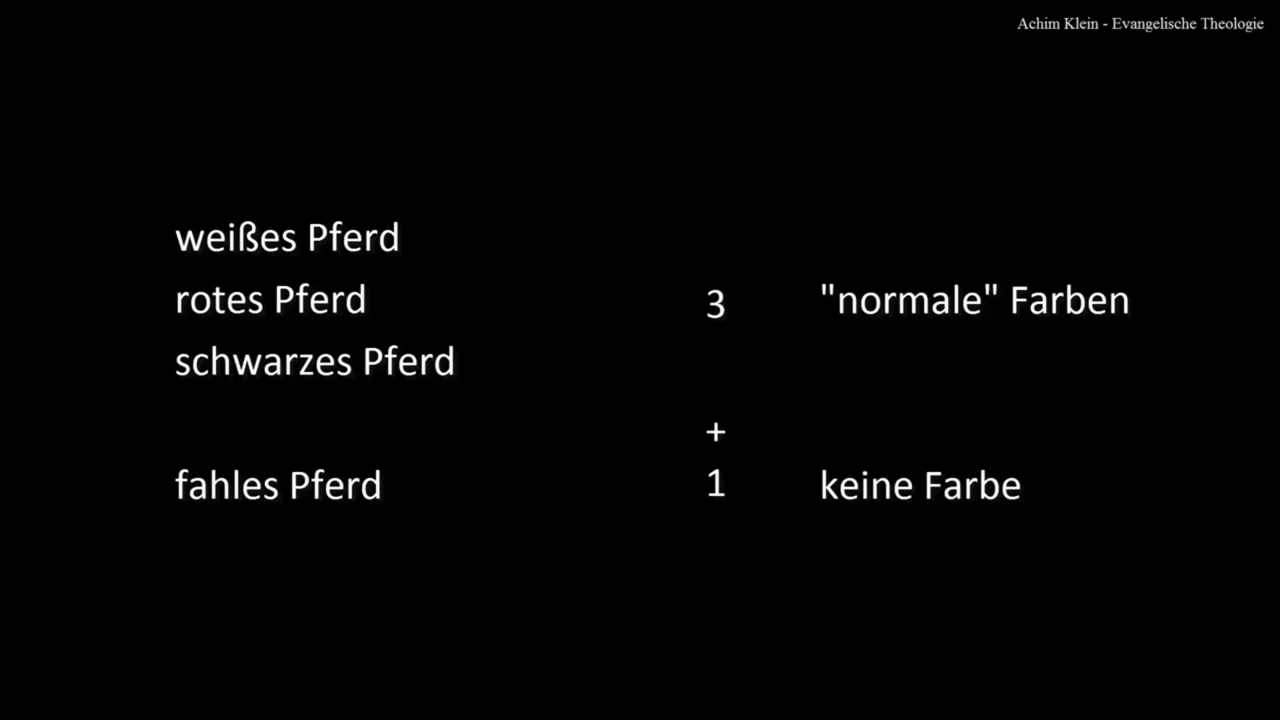 Achim Klein - Evangelische Theologie
weißes Pferd
rotes Pferd
3 "normale" Farben
schwarzes Pferd
+
fahles Pferd
1 keine Farbe